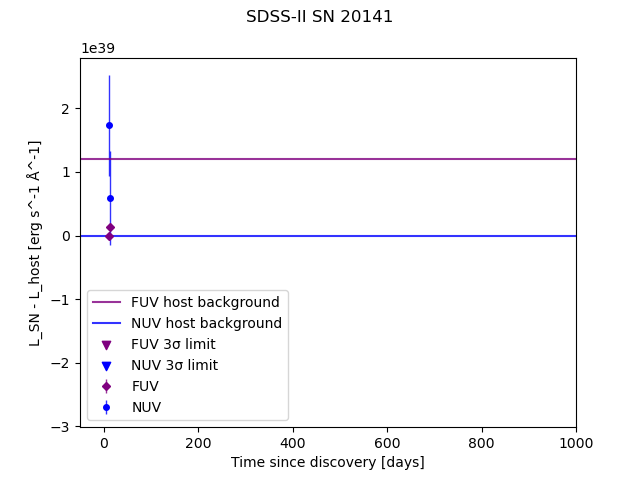 SDSS-II SN 20141
1e39
L_SN - L_host [erg s^-1 Å^-1]
2
1
0
−1
−2
−3
FUV host background
NUV host background
FUV 3σ limit
NUV 3σ limit
FUV
NUV
0 200 400 600 800 1000
Time since discovery [days]